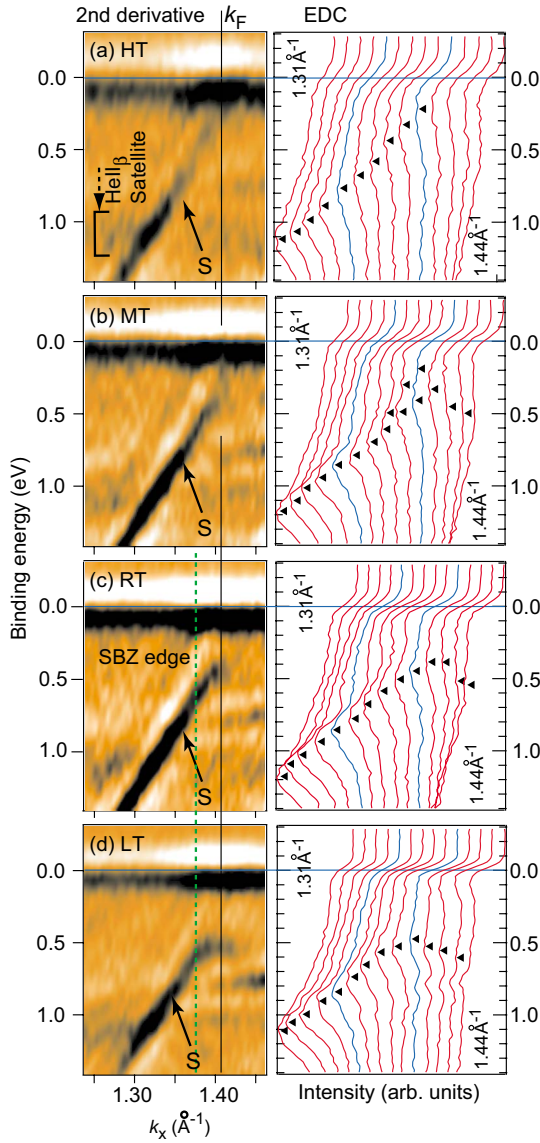 2nd derivative kF EDC
(a) HT
HeIIβ
Satellite
S
0.0
0.5
1.0
1.31Å-1
1.44Å-1
0.0
0.5
1.0
(b) MT
S
0.0
0.5
1.0
1.31Å-1
1.44Å-1
0.0
0.5
1.0
Binding energy (eV)
(c) RT
SBZ edge
S
0.0
0.5
1.0
1.31Å-1
1.44Å-1
0.0
0.5
1.0
(d) LT
S
0.0
0.5
1.0
1.31Å-1
1.44Å-1
0.0
0.5
1.0
1.30 1.40
kx (Å-1)
Intensity (arb. units)